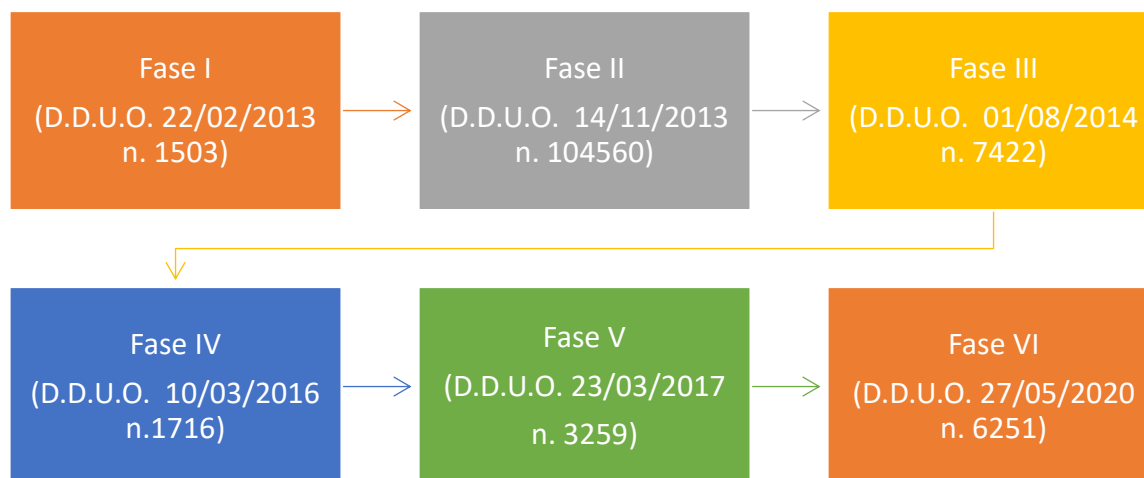 Fase I
(D.D.U.O. 22/02/2013
n. 1503)
Fase II
(D.D.U.O. 14/11/2013
n. 104560)
Fase III
(D.D.U.O. 01/08/2014
n. 7422)
Fase IV
(D.D.U.O. 10/03/2016
n.1716)
Fase V
(D.D.U.O. 23/03/2017
n. 3259)
Fase VI
(D.D.U.O. 27/05/2020
n. 6251)